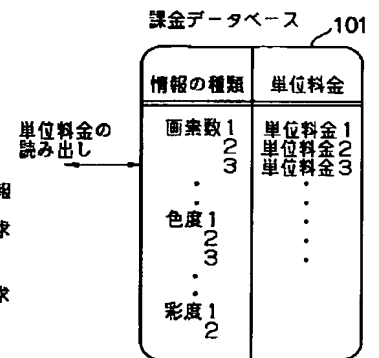 課金データベース 101
情報の種類 単位料金
画素数1 単位料金1
2 単位料金2
3 単位料金3
・ ・
・ ・
色度1 ・
2 ・
3 ・
・
・
彩度1
2
単位料金の
読み出し
報
求
求